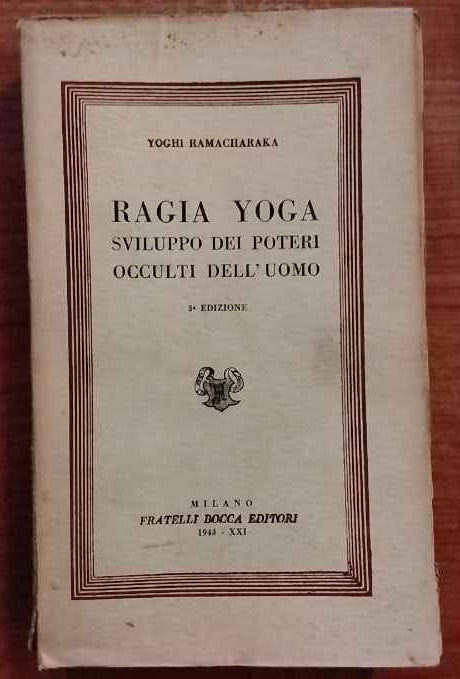 YOGHI RAMACHARAKA
RAGIA YOGA
SVILUPPO DEI POTERI
OCCULTI DELL'UOMO
3ª EDIZIONE
MILANO
FRATELLI BOCCA EDITORI
1943 - XXI